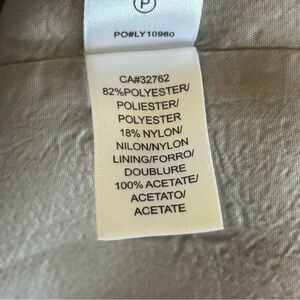 P
PO#LY10960
CA#32762
82%POLYESTER/
POLIESTER/
POLYESTER
18% NYLON/
NILON/NYLON
LINING/FORRO/
DOUBLURE
100% ACETATE/
ACETATO/
ACETATE